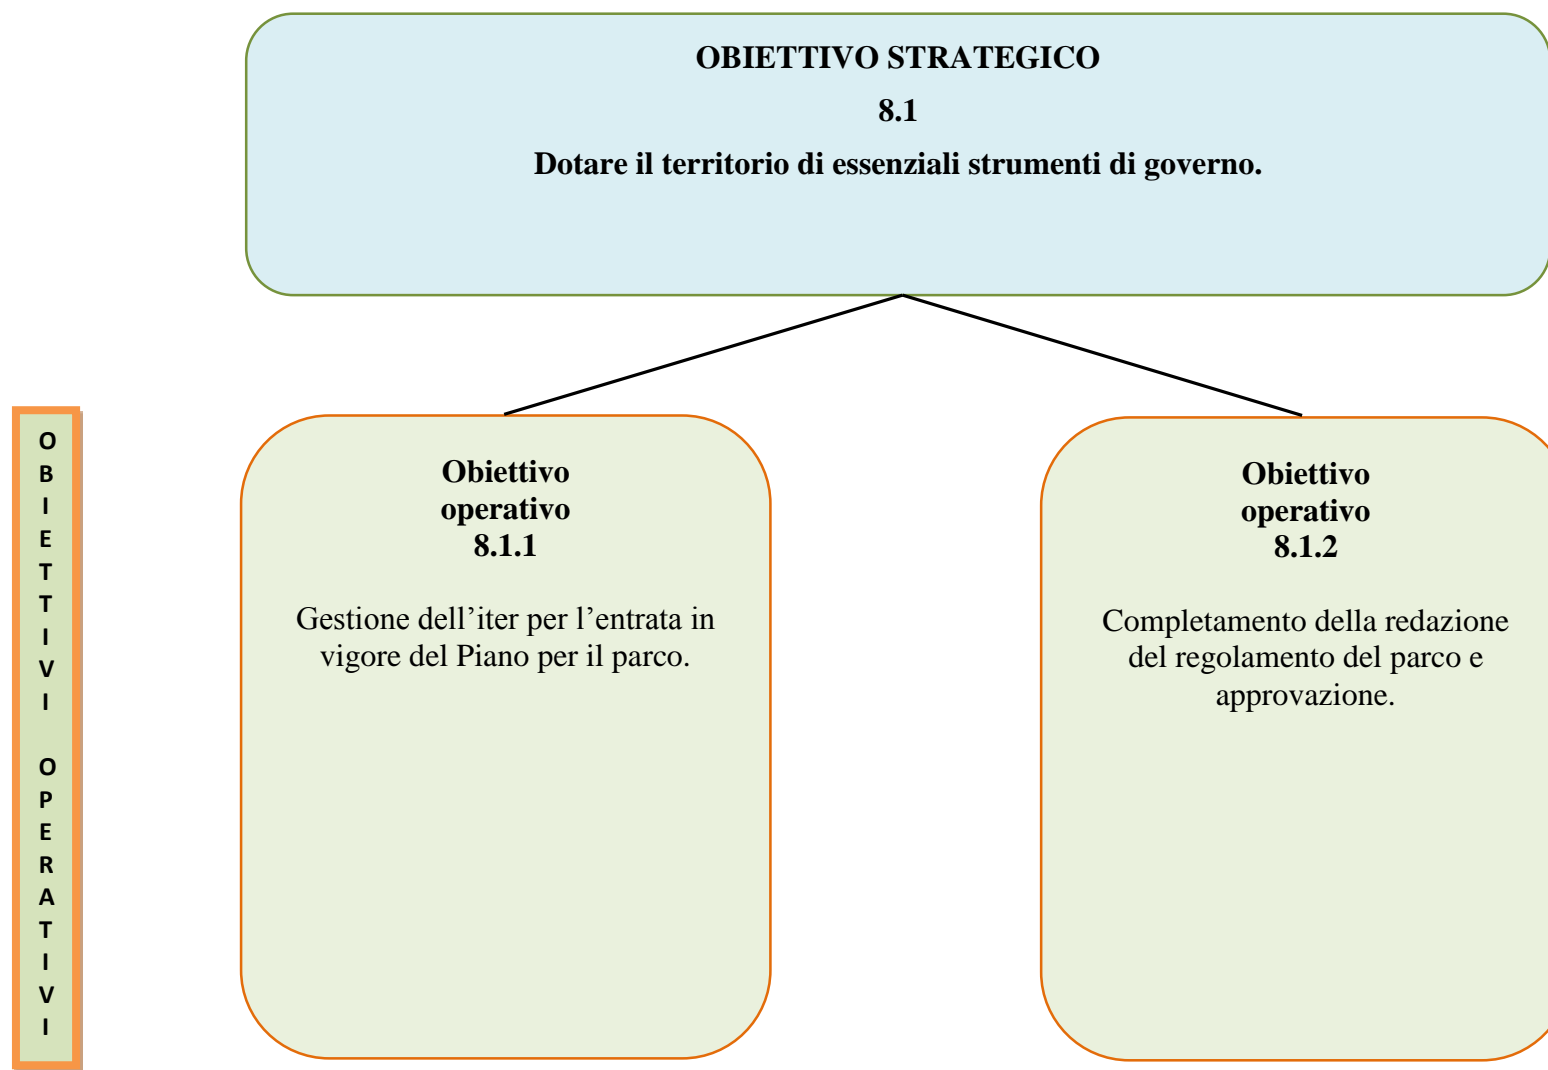 OBIETTIVO STRATEGICO
8.1
Dotare il territorio di essenziali strumenti di governo.
OBIETTIVI OPERATIVI
Obiettivo
operativo
8.1.1
Gestione dell’iter per l’entrata in
vigore del Piano per il parco.
Obiettivo
operativo
8.1.2
Completamento della redazione
del regolamento del parco e
approvazione.